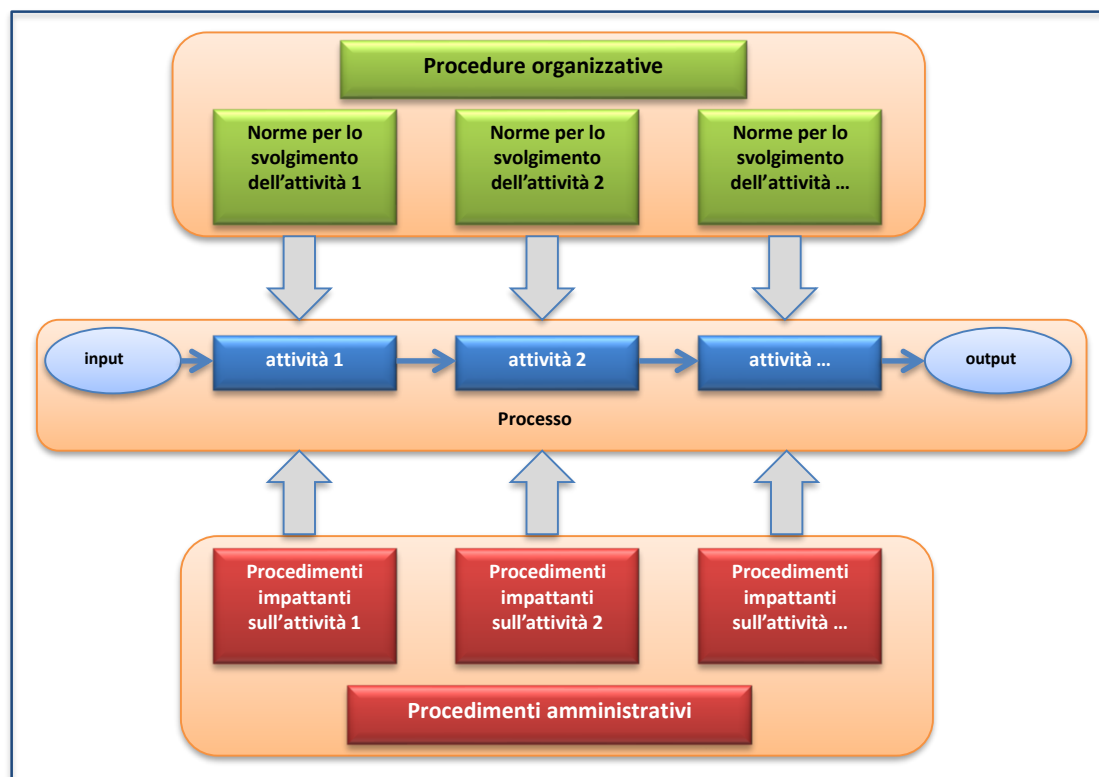 Procedure organizzative
Norme per lo
svolgimento
dell'attività 1
Norme per lo
svolgimento
dell'attività 2
Norme per lo
svolgimento
dell'attività …
input
attività 1
attività 2
attività …
output
Processo
Procedimenti
impattanti
sull'attività 1
Procedimenti
impattanti
sull'attività 2
Procedimenti
impattanti
sull'attività …
Procedimenti amministrativi